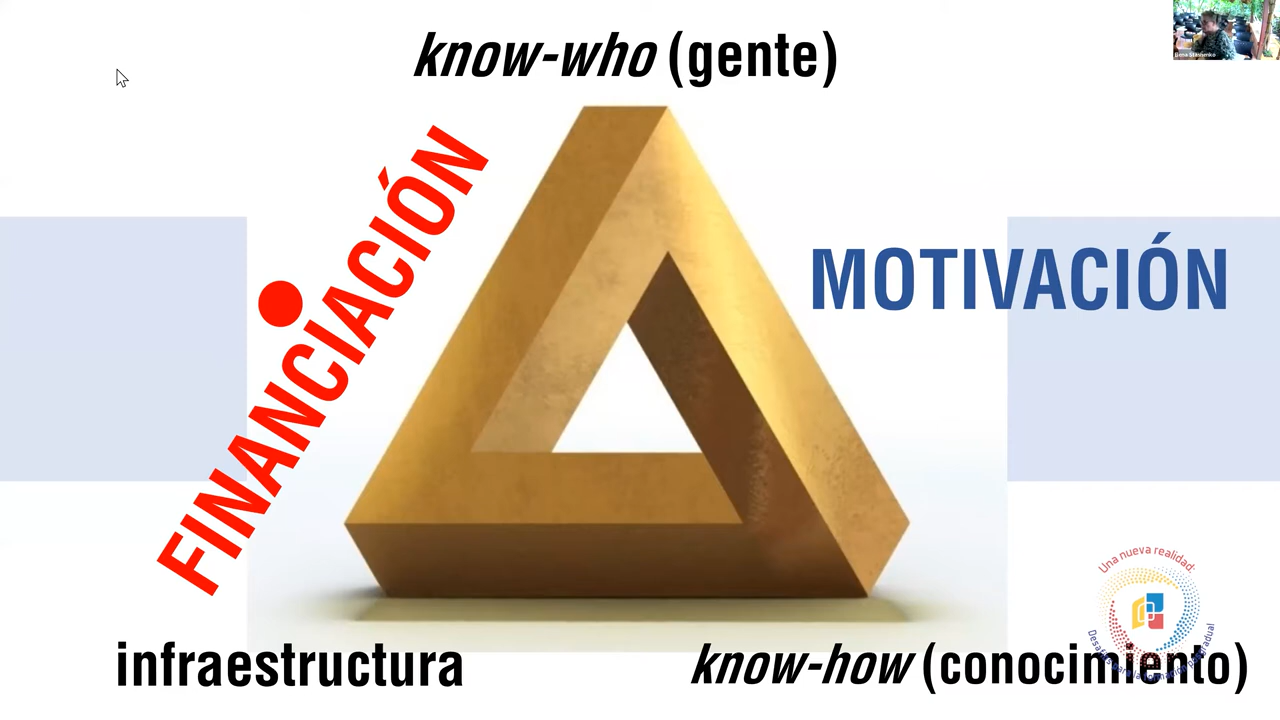 know-who (gente)
FINANCIACIÓN
MOTIVACIÓN
infraestructura
know-how (conocimiento)
Una nueva realidad: